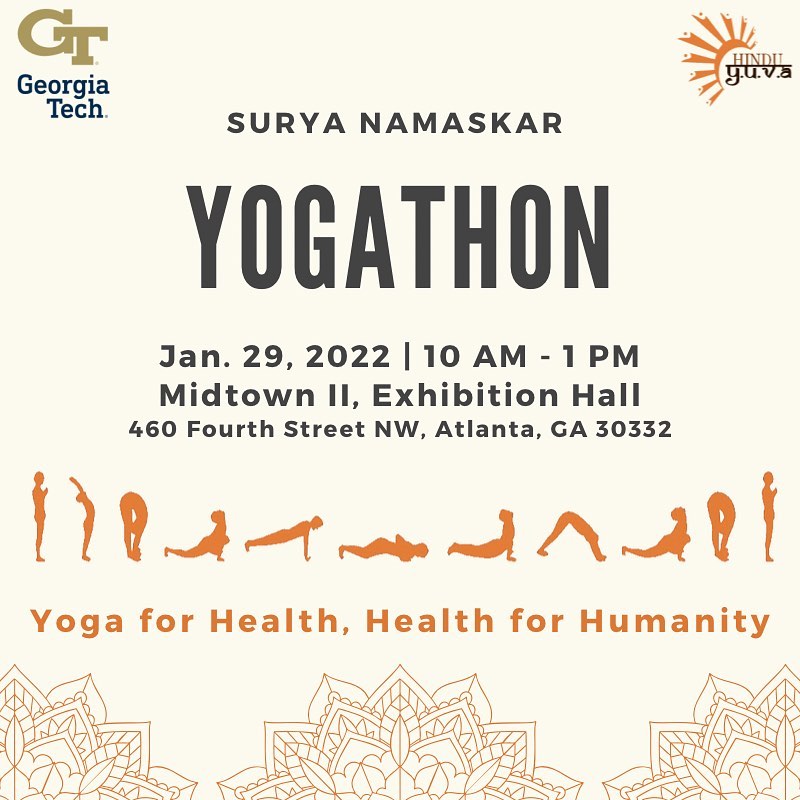 GT
Georgia
Tech.
HINDU
y.u.v.a
SURYA NAMASKAR
YOGATHON
Jan. 29, 2022 | 10 AM - 1 PM
Midtown II, Exhibition Hall
460 Fourth Street NW, Atlanta, GA 30332
Yoga for Health, Health for Humanity